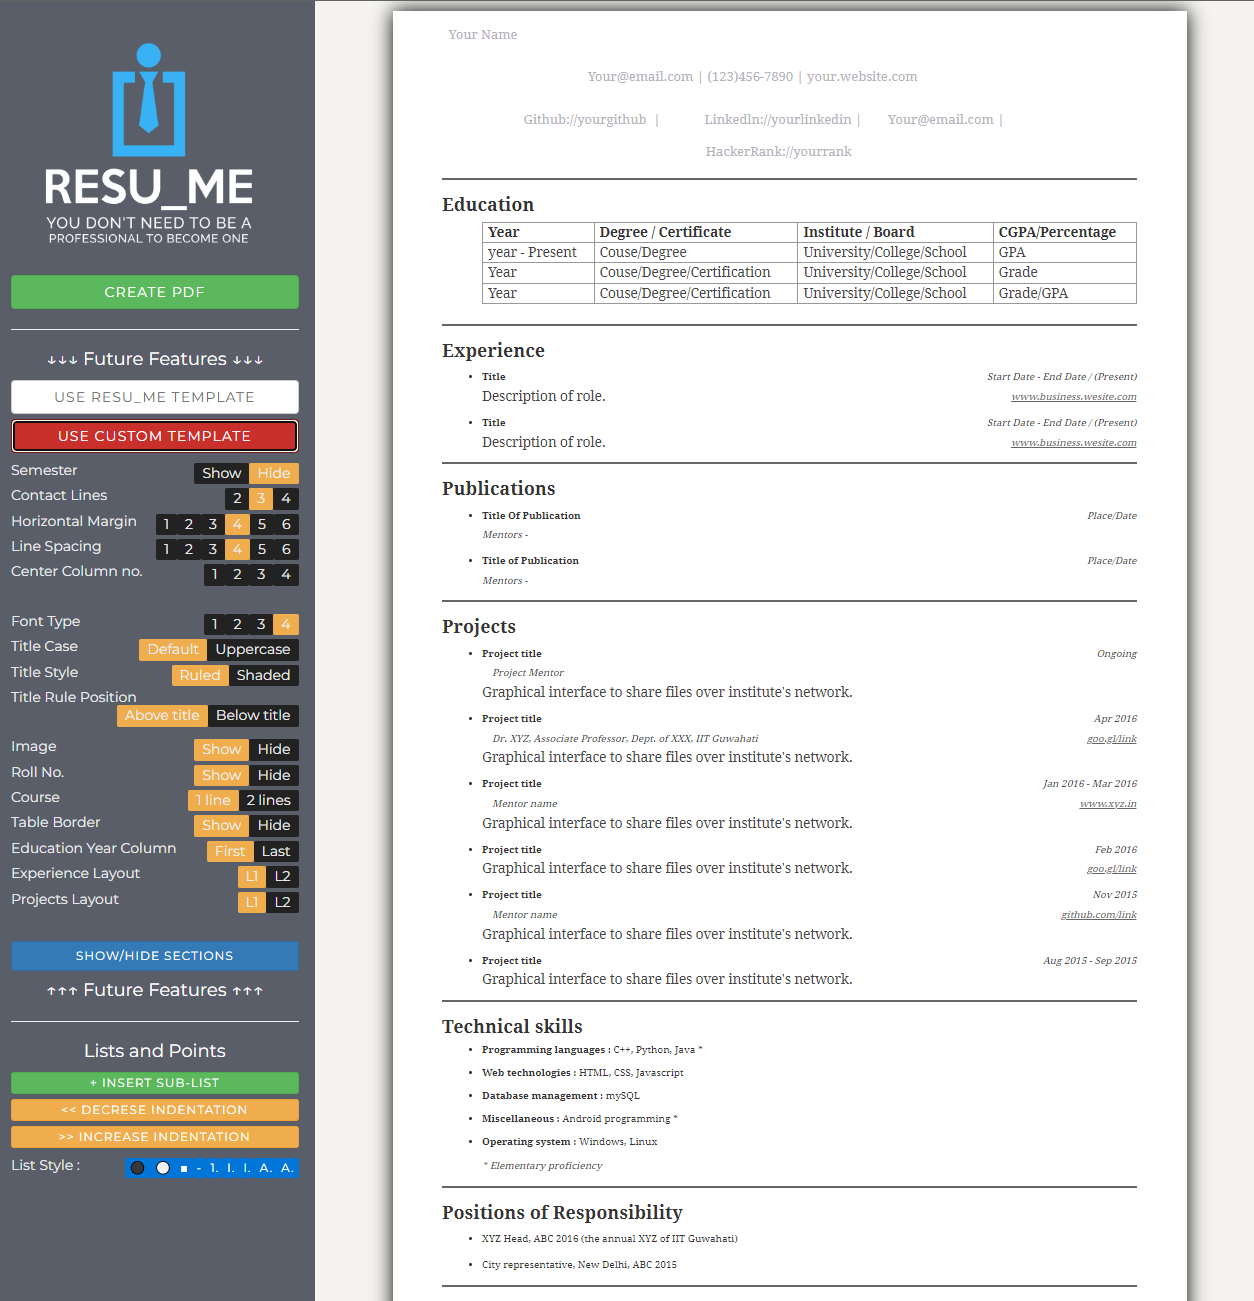 RESU_ME
YOU DON'T NEED TO BE A
PROFESSIONAL TO BECOME ONE
CREATE PDF
↓↓↓ Future Features ↓↓↓
USE RESU_ME TEMPLATE
USE CUSTOM TEMPLATE
Semester Show Hide
Contact Lines 2 3 4
Horizontal Margin 1 2 3 4 5 6
Line Spacing 1 2 3 4 5 6
Center Column no. 1 2 3 4
Font Type 1 2 3 4
Title Case Default Uppercase
Title Style Ruled Shaded
Title Rule Position
Above title Below title
Image Show Hide
Roll No. Show Hide
Course 1 line 2 lines
Table Border Show Hide
Education Year Column First Last
Experience Layout L1 L2
Projects Layout L1 L2
SHOW/HIDE SECTIONS
↑↑↑ Future Features ↑↑↑
Lists and Points
+ INSERT SUB-LIST
<< DECRESE INDENTATION
>> INCREASE INDENTATION
List Style : ● ○ ■ - 1. I. I. A. A.
Your Name
Your@email.com | (123)456-7890 | your.website.com
Github://yourgithub | LinkedIn://yourlinkedin | Your@email.com |
HackerRank://yourrank
Education
Year Degree / Certificate Institute / Board CGPA/Percentage
year - Present Couse/Degree University/College/School GPA
Year Couse/Degree/Certification University/College/School Grade
Year Couse/Degree/Certification University/College/School Grade/GPA
Experience
• Title Start Date - End Date / (Present)
Description of role. www.business.wesite.com
• Title Start Date - End Date / (Present)
Description of role. www.business.wesite.com
Publications
• Title Of Publication Place/Date
Mentors -
• Title of Publication Place/Date
Mentors -
Projects
• Project title Ongoing
Project Mentor
Graphical interface to share files over institute's network.
• Project title Apr 2016
Dr. XYZ, Associate Professor, Dept. of XXX, IIT Guwahati goo.gl/link
Graphical interface to share files over institute's network.
• Project title Jan 2016 - Mar 2016
Mentor name www.xyz.in
Graphical interface to share files over institute's network.
• Project title Feb 2016
Graphical interface to share files over institute's network. goo.gl/link
• Project title Nov 2015
Mentor name github.com/link
Graphical interface to share files over institute's network.
• Project title Aug 2015 - Sep 2015
Graphical interface to share files over institute's network.
Technical skills
• Programming languages : C++, Python, Java *
• Web technologies : HTML, CSS, Javascript
• Database management : mySQL
• Miscellaneous : Android programming *
• Operating system : Windows, Linux
* Elementary proficiency
Positions of Responsibility
• XYZ Head, ABC 2016 (the annual XYZ of IIT Guwahati)
• City representative, New Delhi, ABC 2015